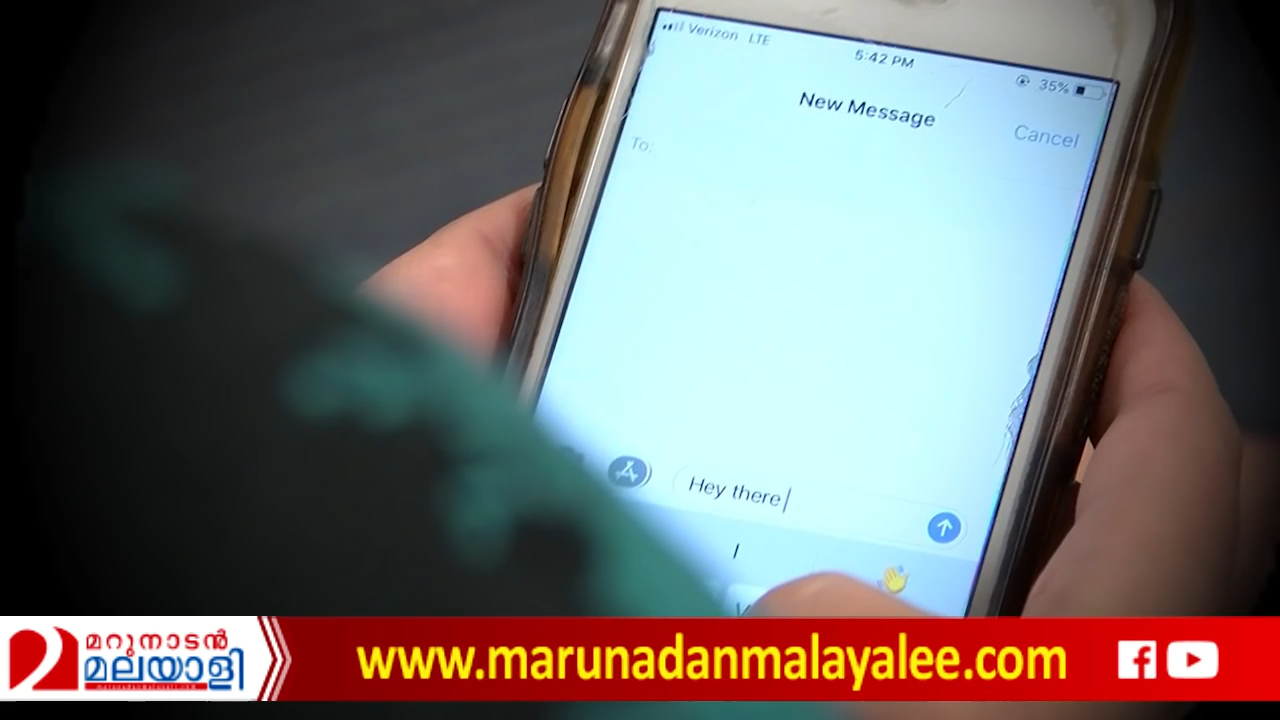 Verizon LTE
5:42 PM
35%
New Message
Cancel
To:
Hey there
I
മറുനാടൻ
മലയാളി
www.marunadanmalayalee.com